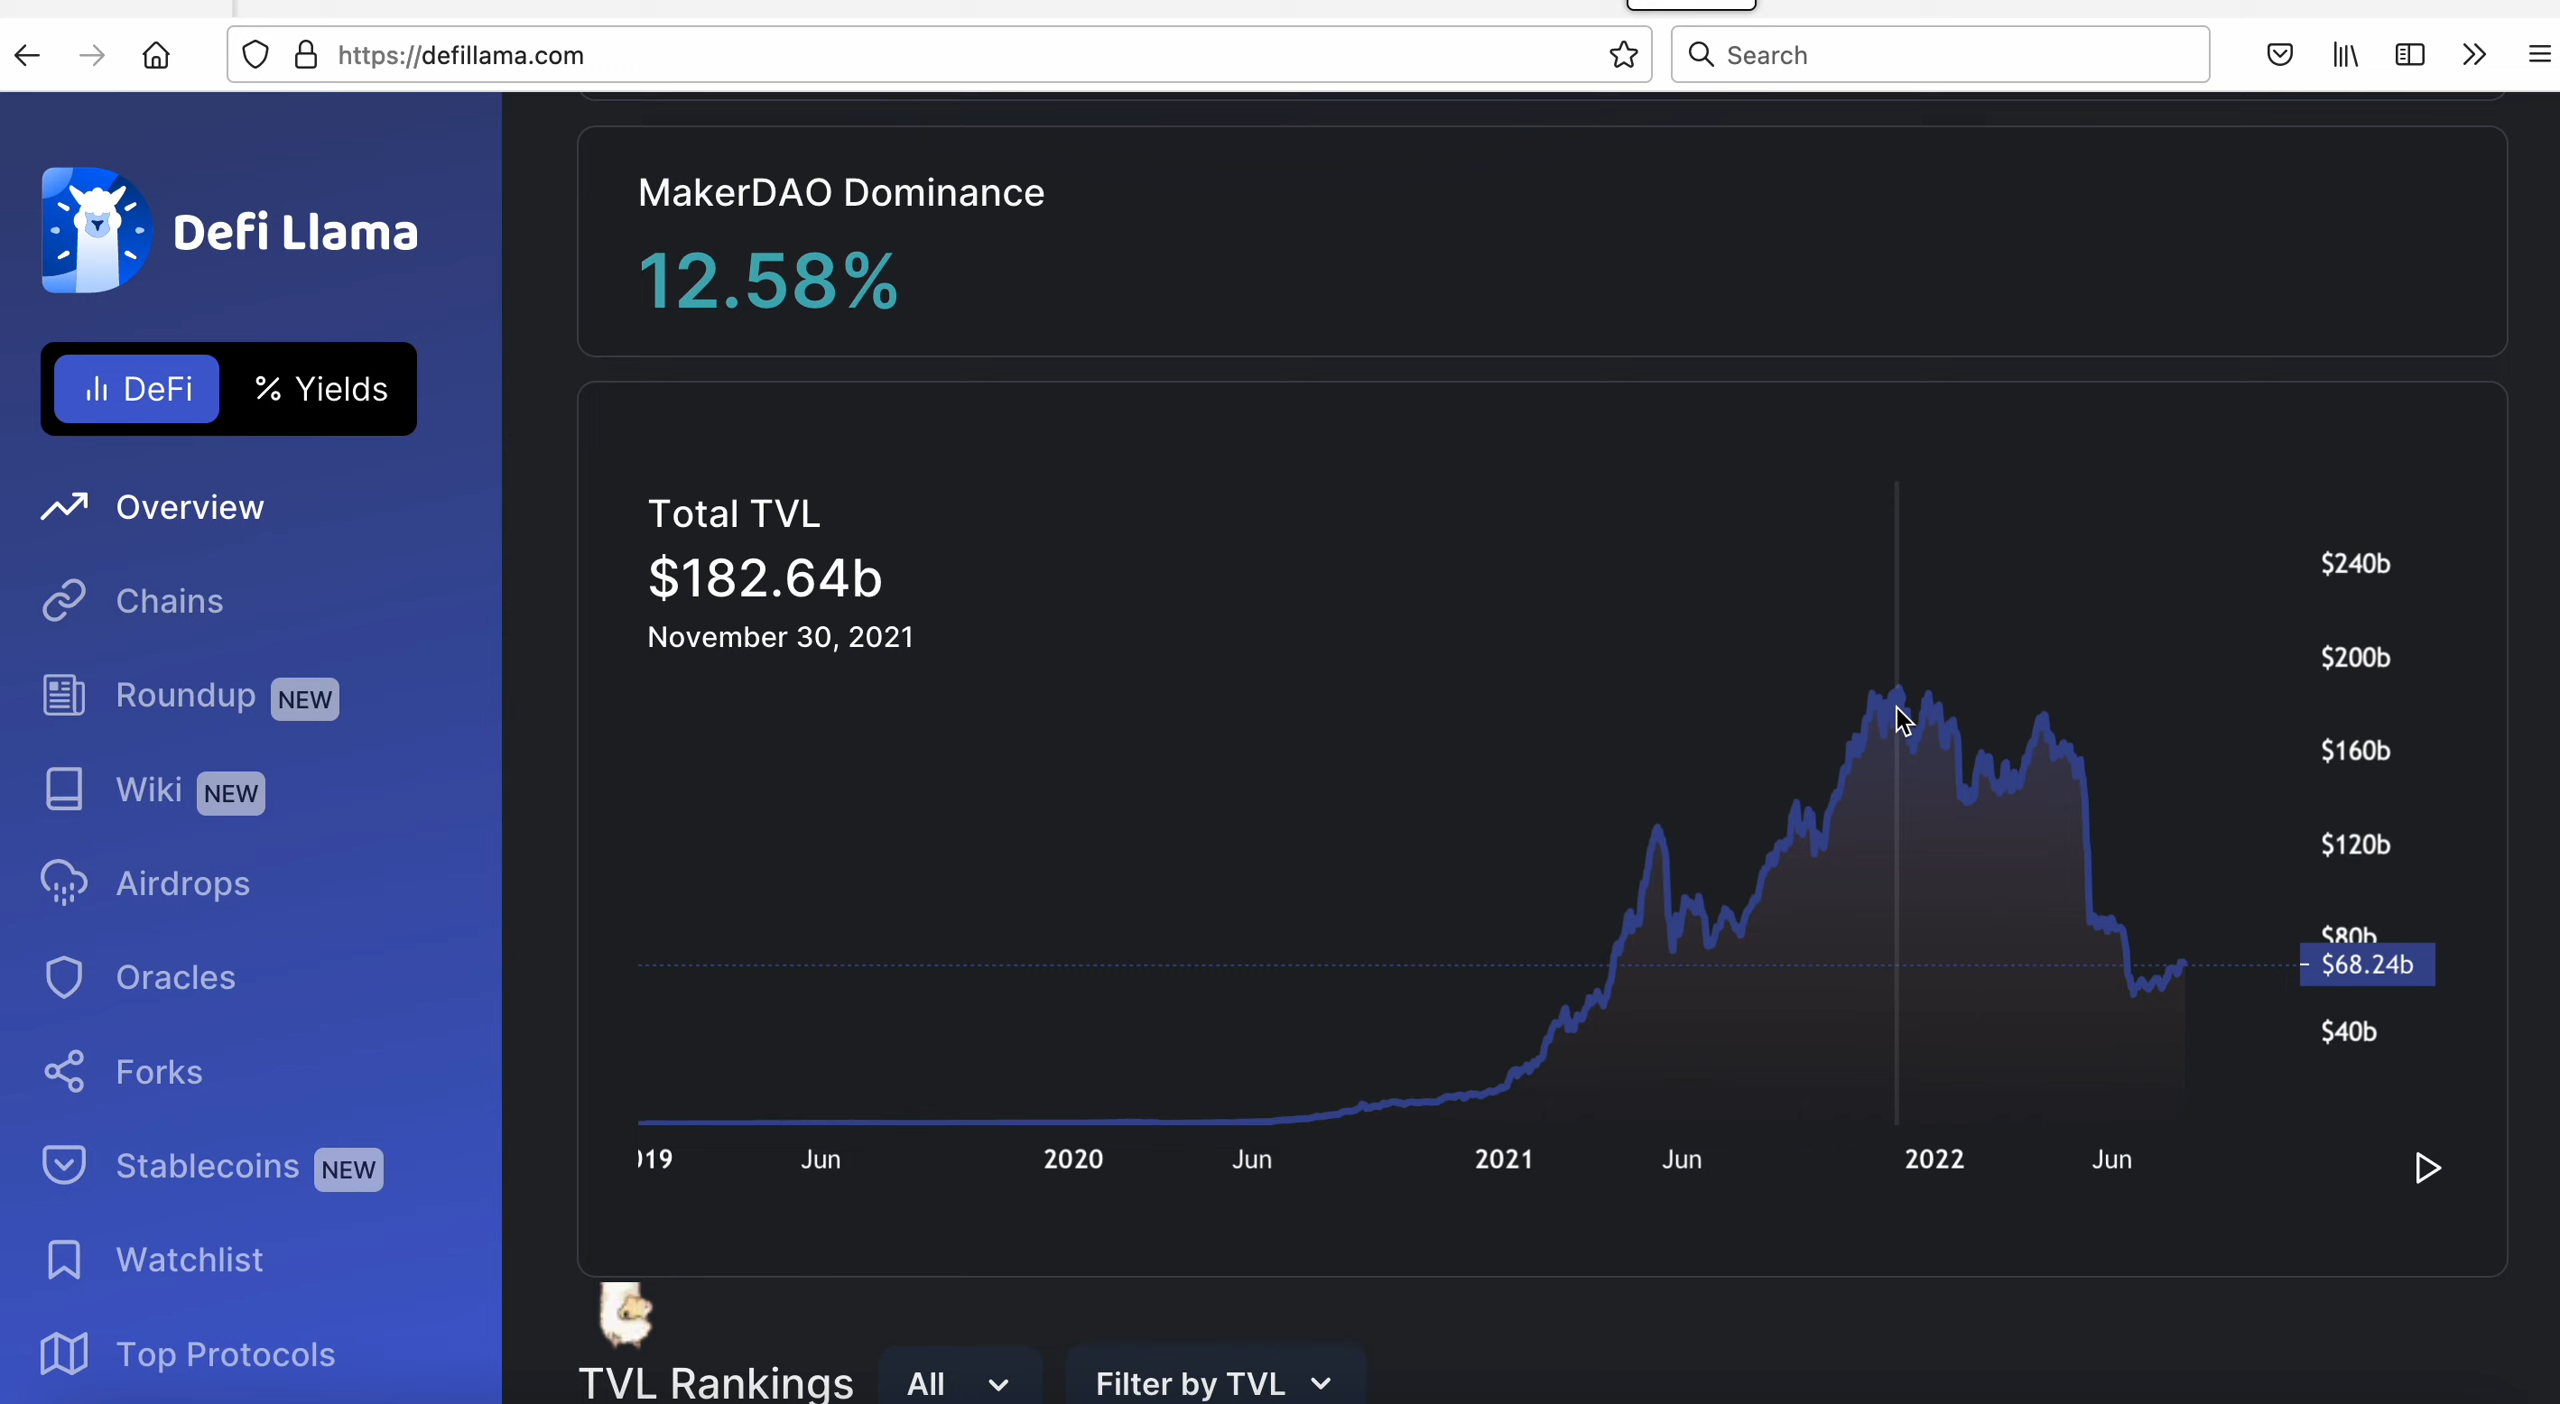 https://defillama.com
Search
Defi Llama
DeFi
% Yields
Overview
Chains
Roundup NEW
Wiki NEW
Airdrops
Oracles
Forks
Stablecoins NEW
Watchlist
Top Protocols
MakerDAO Dominance
12.58%
Total TVL
$182.64b
November 30, 2021
$240b
$200b
$160b
$120b
$80b
$68.24b
$40b
19 Jun 2020 Jun 2021 Jun 2022 Jun
TVL Rankings All Filter by TVL